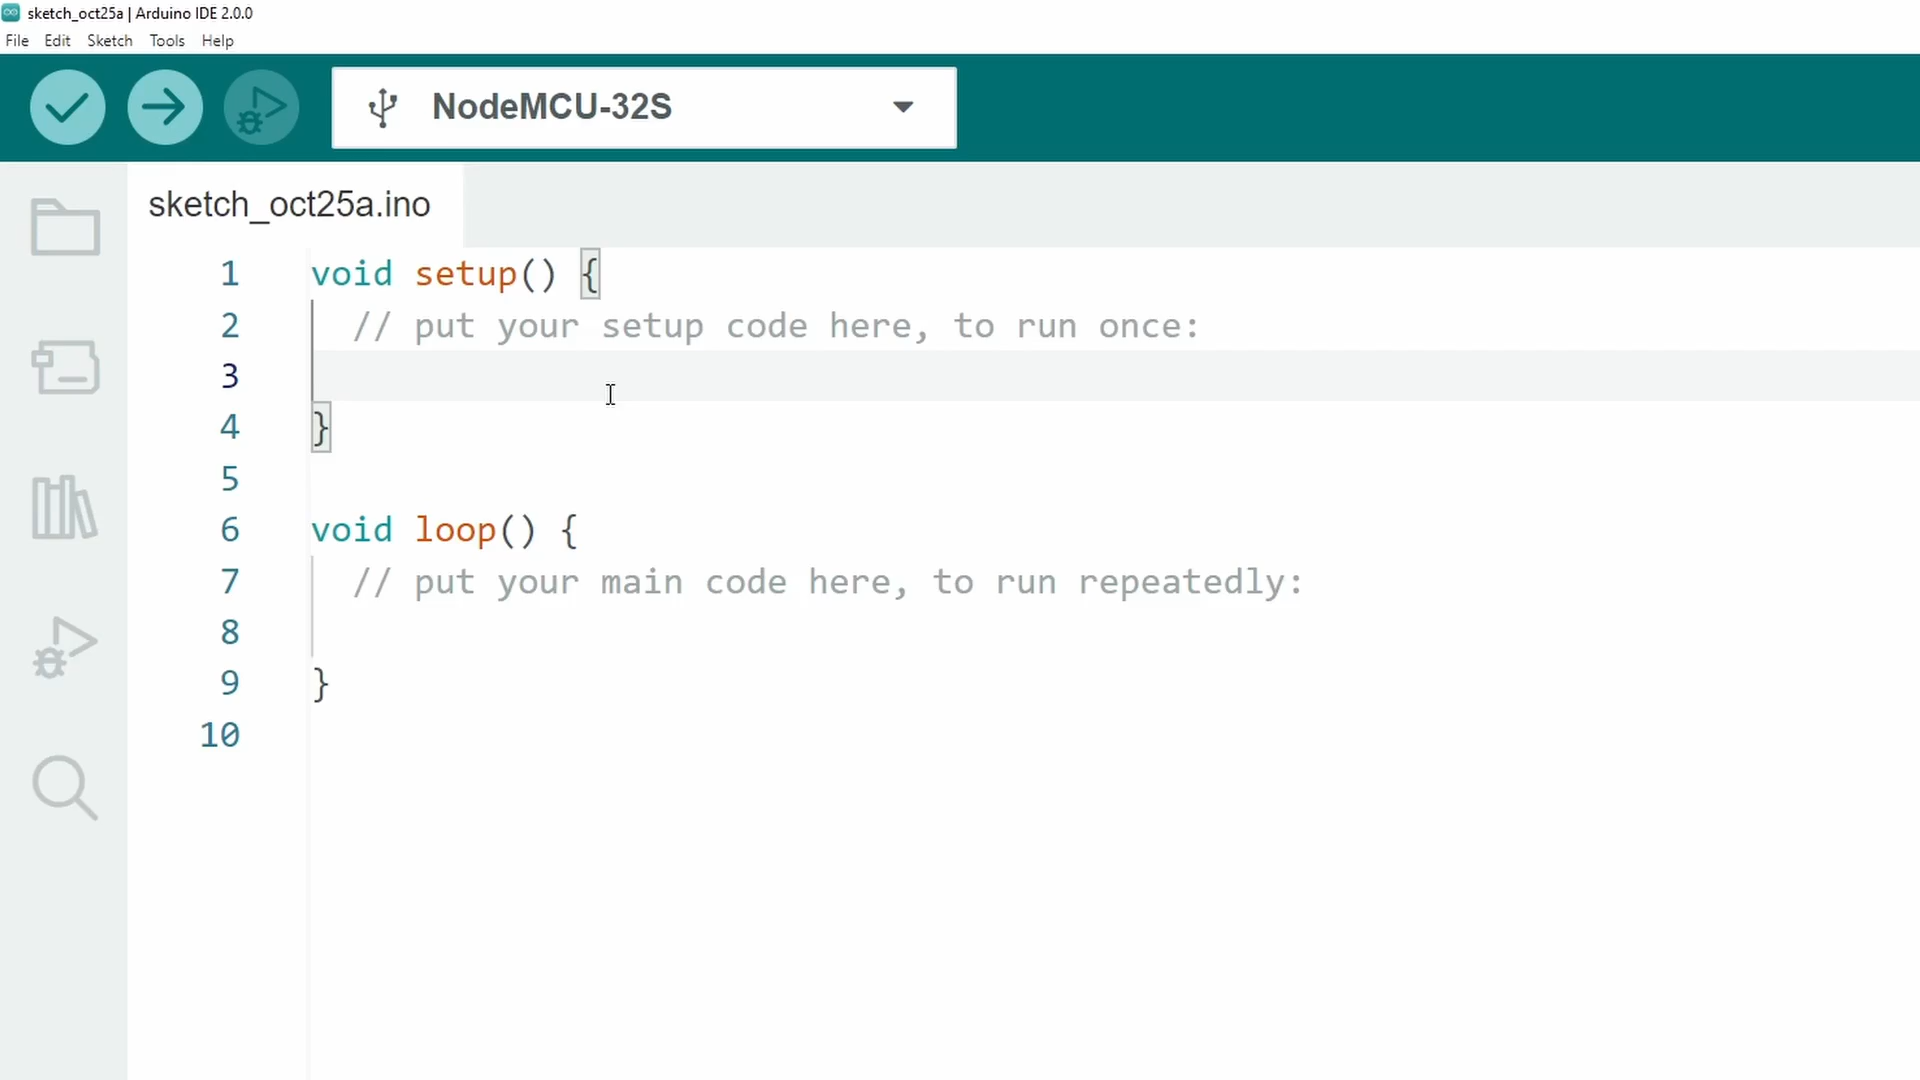 sketch_oct25a | Arduino IDE 2.0.0
File Edit Sketch Tools Help
NodeMCU-32S
sketch_oct25a.ino
1 void setup() {
2 // put your setup code here, to run once:
3
4 }
5
6 void loop() {
7 // put your main code here, to run repeatedly:
8
9 }
10